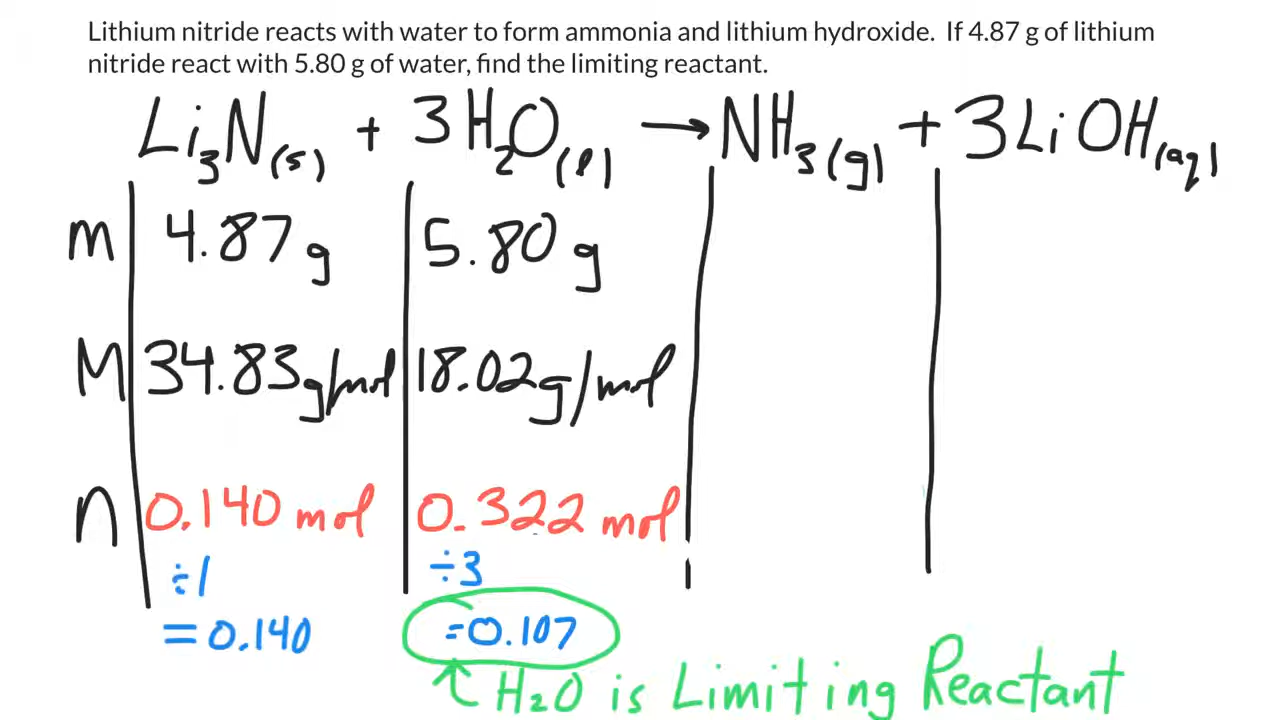 Lithium nitride reacts with water to form ammonia and lithium hydroxide. If 4.87 g of lithium
nitride react with 5.80 g of water, find the limiting reactant.
Li₃N(s) + 3H₂O(l) → NH₃(g) + 3LiOH(aq)
m 4.87 g 5.80 g
M 34.83 g/mol 18.02 g/mol
n 0.140 mol 0.322 mol
÷1 ÷3
= 0.140 = 0.107
↖ H₂O is Limiting Reactant